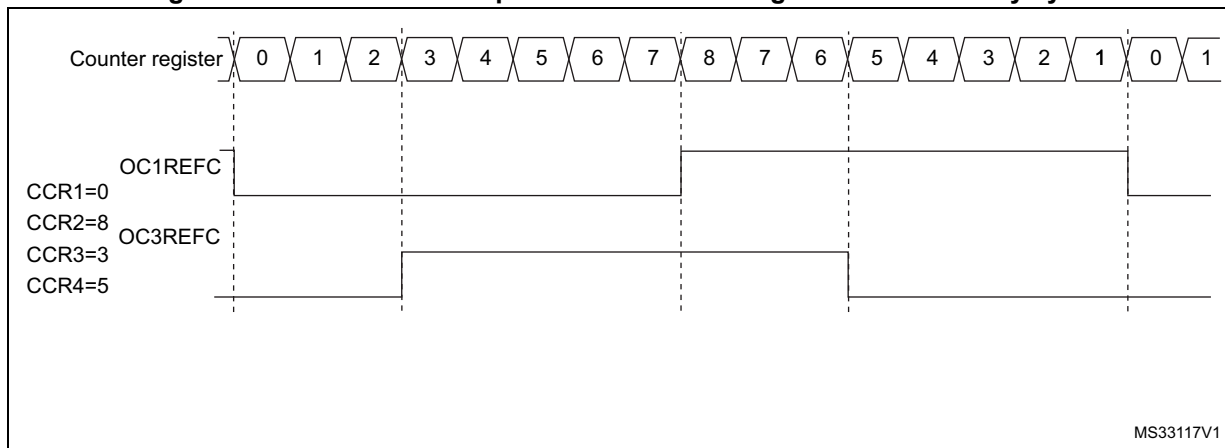 Counter register 0 1 2 3 4 5 6 7 8 7 6 5 4 3 2 1 0 1
OC1REFC
CCR1=0
CCR2=8
OC3REFC
CCR3=3
CCR4=5
MS33117V1